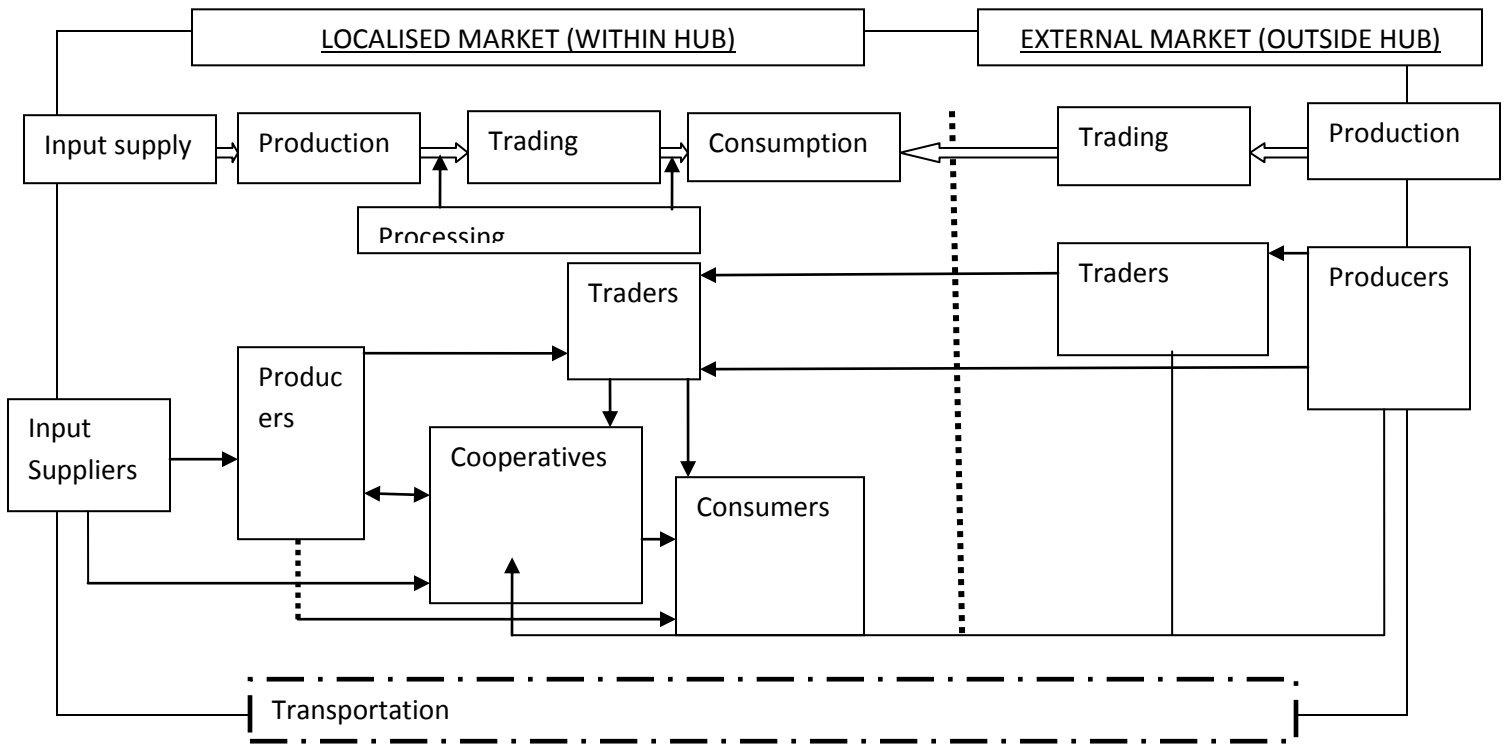 LOCALISED MARKET (WITHIN HUB)
EXTERNAL MARKET (OUTSIDE HUB)
Input supply
Production
Trading
Consumption
Trading
Production
Processing
Traders
Traders
Producers
Produc
ers
Input
Suppliers
Cooperatives
Consumers
Transportation